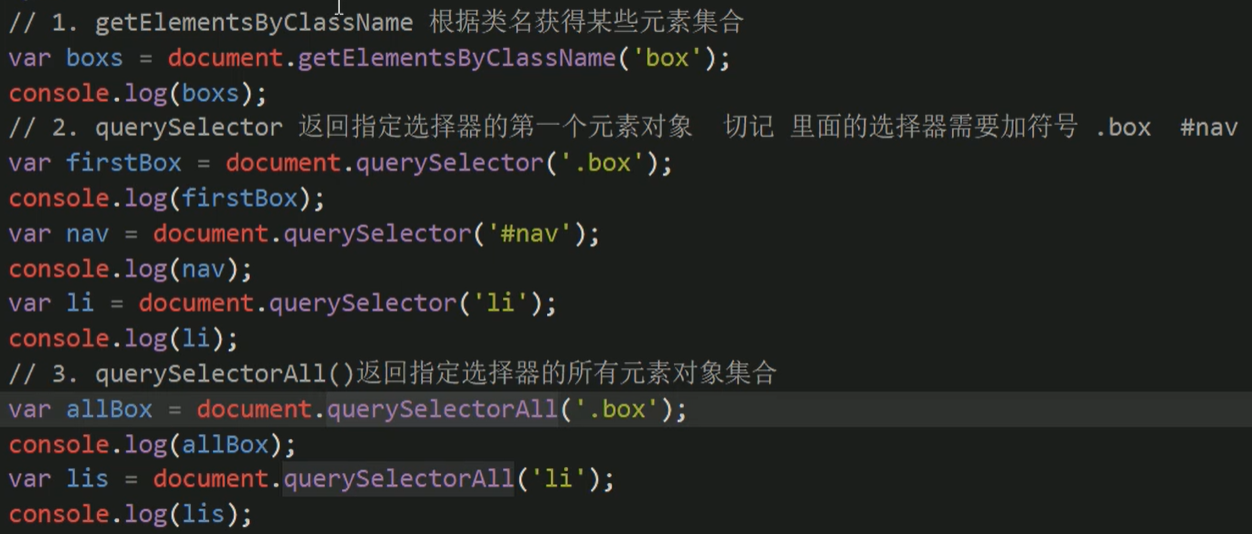 // 1. getElementsByClassName 根据类名获得某些元素集合
var boxs = document.getElementsByClassName('box');
console.log(boxs);
// 2. querySelector 返回指定选择器的第一个元素对象  切记 里面的选择器需要加符号 .box  #nav
var firstBox = document.querySelector('.box');
console.log(firstBox);
var nav = document.querySelector('#nav');
console.log(nav);
var li = document.querySelector('li');
console.log(li);
// 3. querySelectorAll()返回指定选择器的所有元素对象集合
var allBox = document.querySelectorAll('.box');
console.log(allBox);
var lis = document.querySelectorAll('li');
console.log(lis);